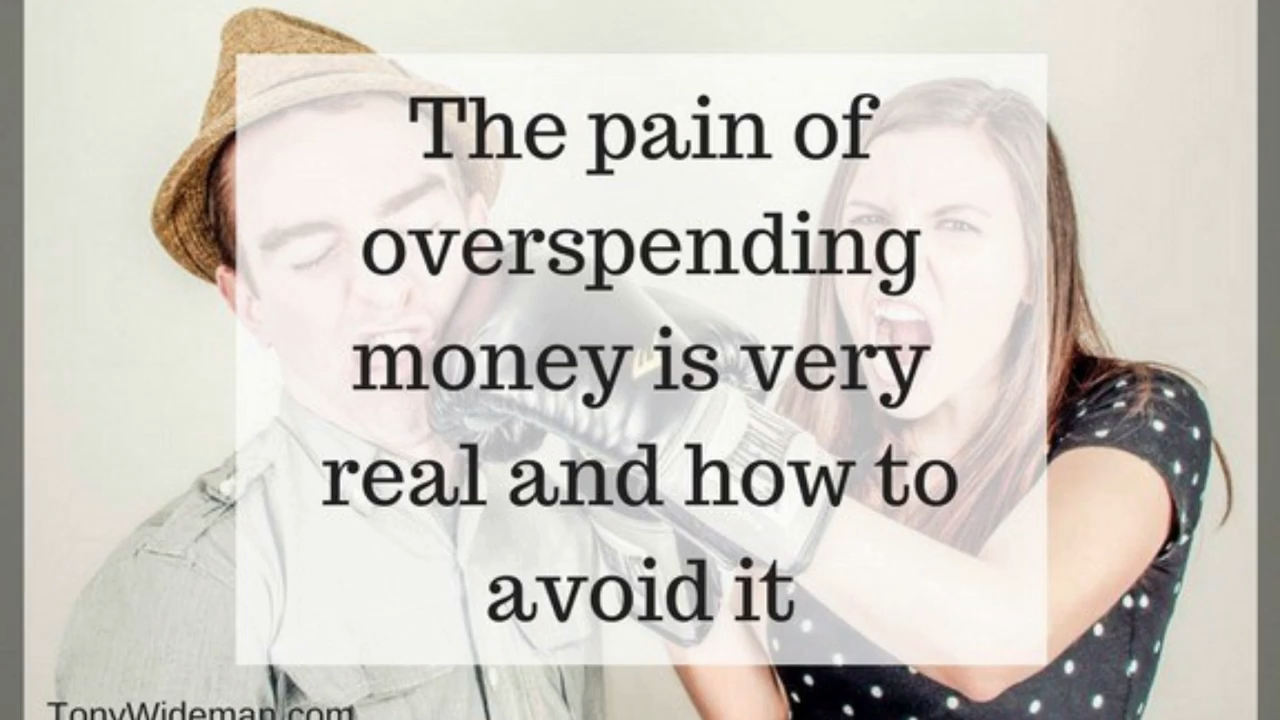 The pain of
overspending
money is very
real and how to
avoid it
TonyWideman.com